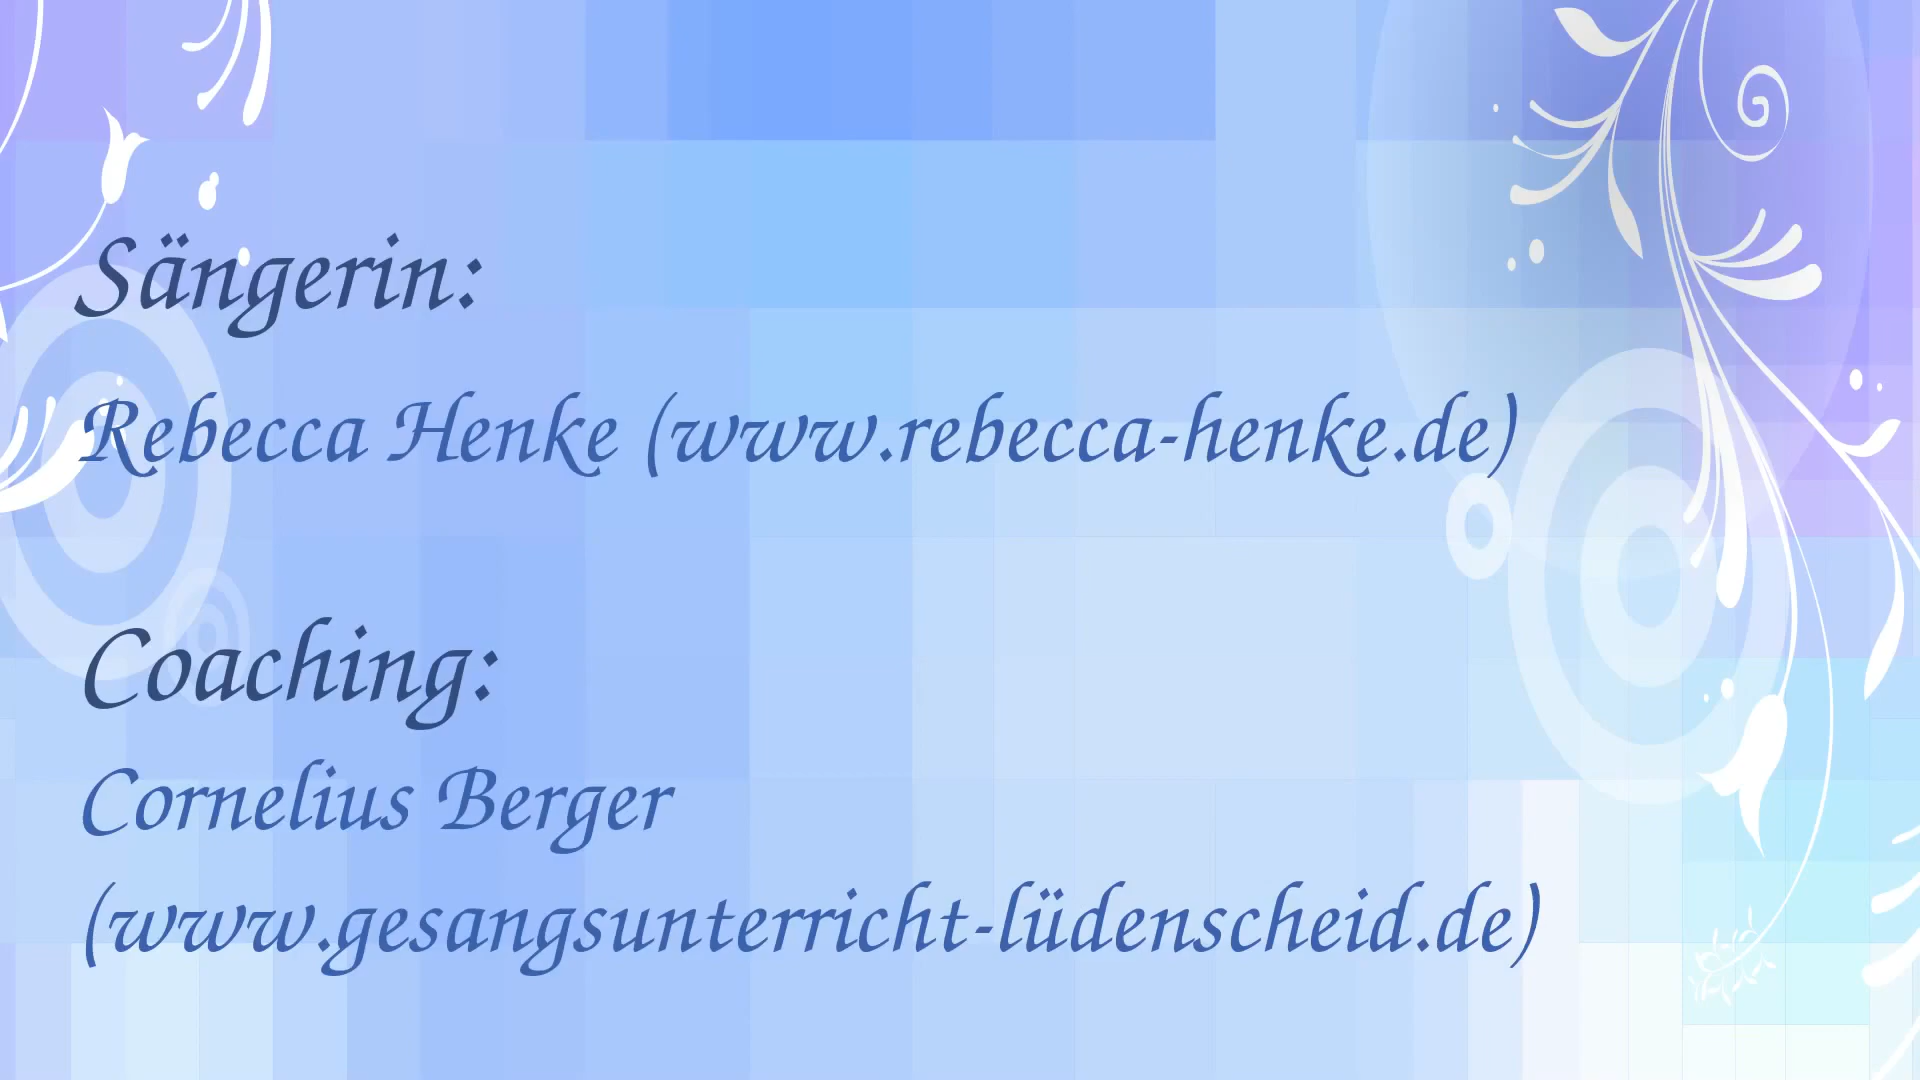 Sängerin:
Rebecca Henke (www.rebecca-henke.de)
Coaching:
Cornelius Berger
(www.gesangsunterricht-lüdenscheid.de)